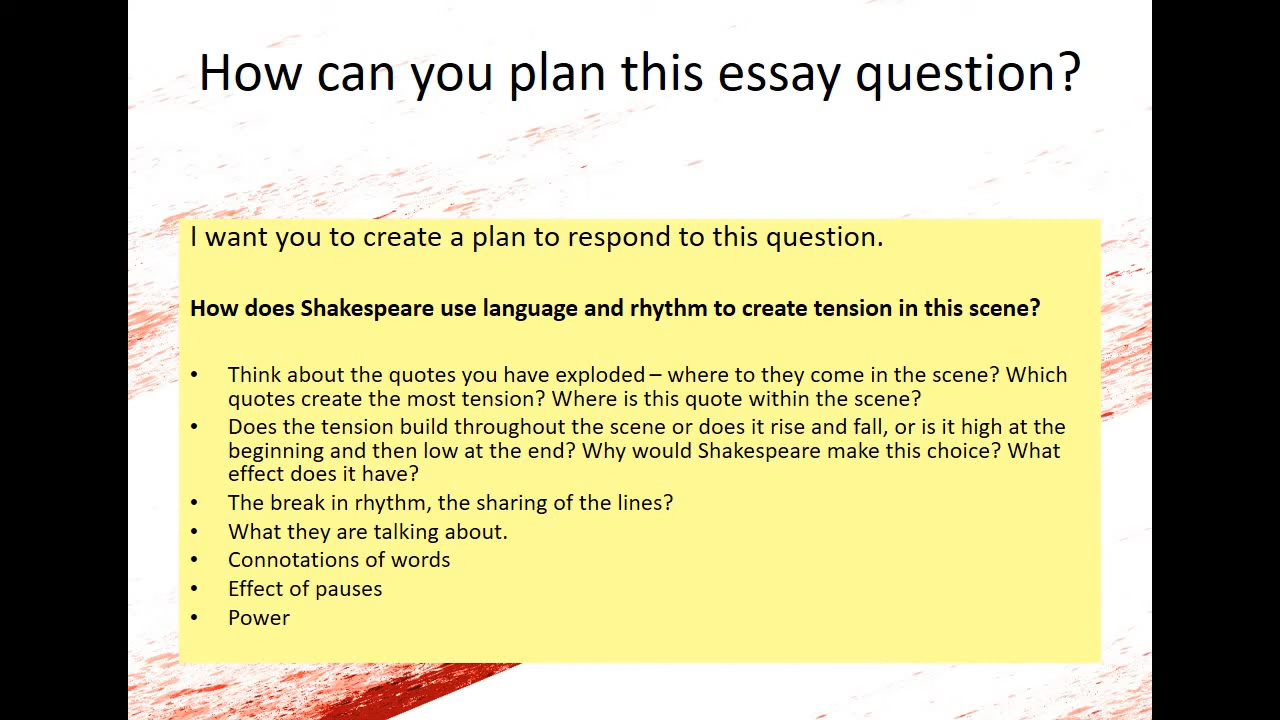 How can you plan this essay question?
I want you to create a plan to respond to this question.
How does Shakespeare use language and rhythm to create tension in this scene?
• Think about the quotes you have exploded – where to they come in the scene? Which
quotes create the most tension? Where is this quote within the scene?
• Does the tension build throughout the scene or does it rise and fall, or is it high at the
beginning and then low at the end? Why would Shakespeare make this choice? What
effect does it have?
• The break in rhythm, the sharing of the lines?
• What they are talking about.
• Connotations of words
• Effect of pauses
• Power